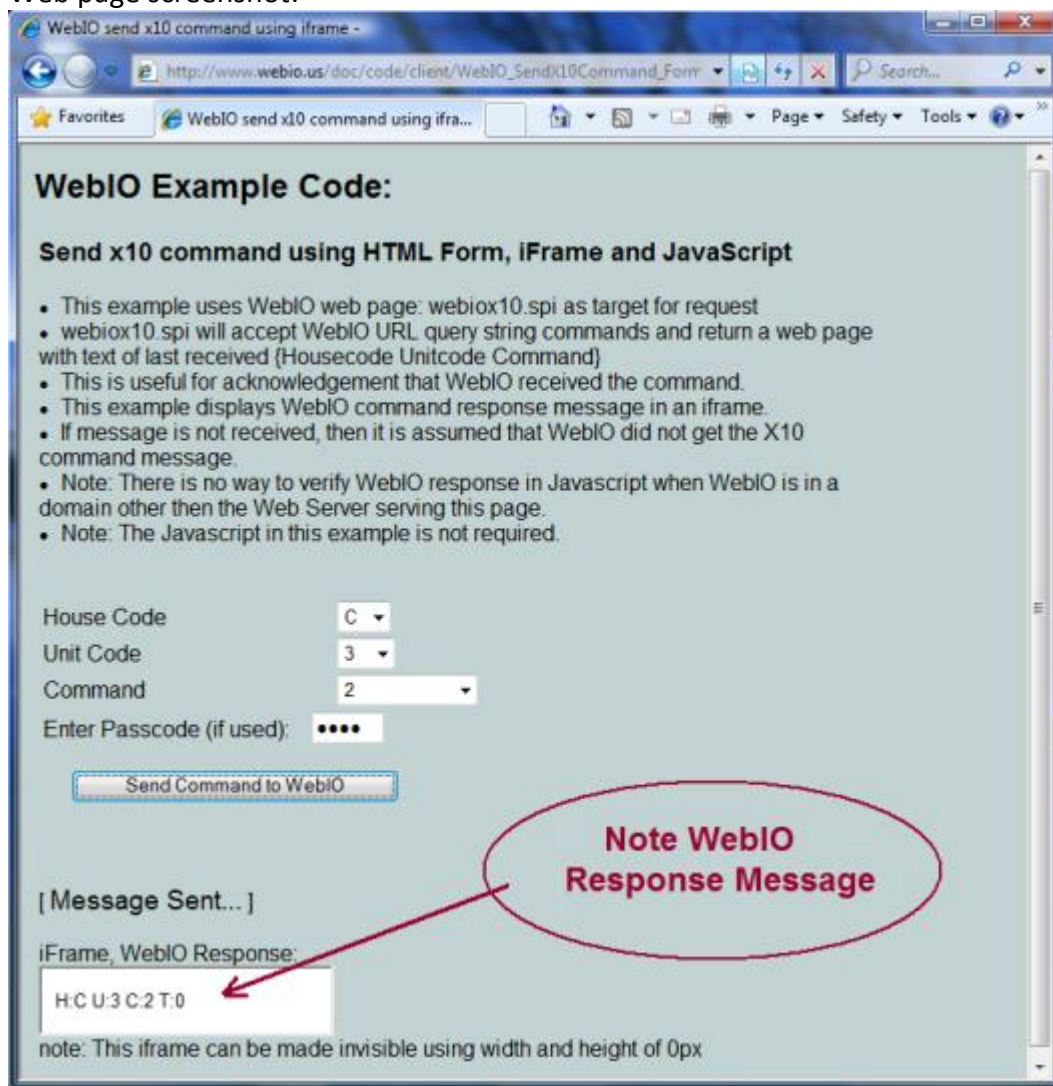 Web page screenshot:
WebIO send x10 command using iframe -
http://www.webio.us/doc/code/client/WebIO_SendX10Command_Form
Search...
Favorites
WebIO send x10 command using ifra...
Page
Safety
Tools
WebIO Example Code:
Send x10 command using HTML Form, iFrame and JavaScript
• This example uses WebIO web page: webiox10.spi as target for request
• webiox10.spi will accept WebIO URL query string commands and return a web page
with text of last received {Housecode Unitcode Command}
• This is useful for acknowledgement that WebIO received the command.
• This example displays WebIO command response message in an iframe.
• If message is not received, then it is assumed that WebIO did not get the X10
command message.
• Note: There is no way to verify WebIO response in Javascript when WebIO is in a
domain other then the Web Server serving this page.
• Note: The Javascript in this example is not required.
House Code C
Unit Code 3
Command 2
Enter Passcode (if used): ••••
Send Command to WebIO
Note WebIO
Response Message
[ Message Sent... ]
iFrame, WebIO Response:
H:C U:3 C:2 T:0
note: This iframe can be made invisible using width and height of 0px